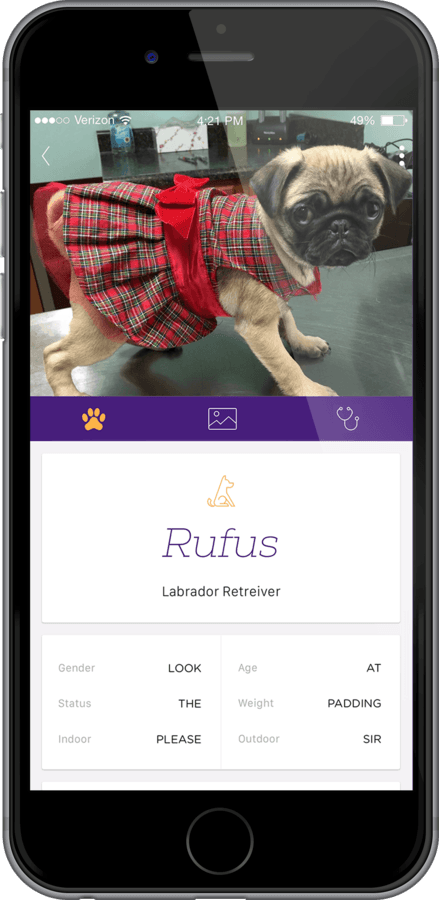 Verizon 4:21 PM 49%
Rufus
Labrador Retreiver
Gender LOOK Age AT
Status THE Weight PADDING
Indoor PLEASE Outdoor SIR